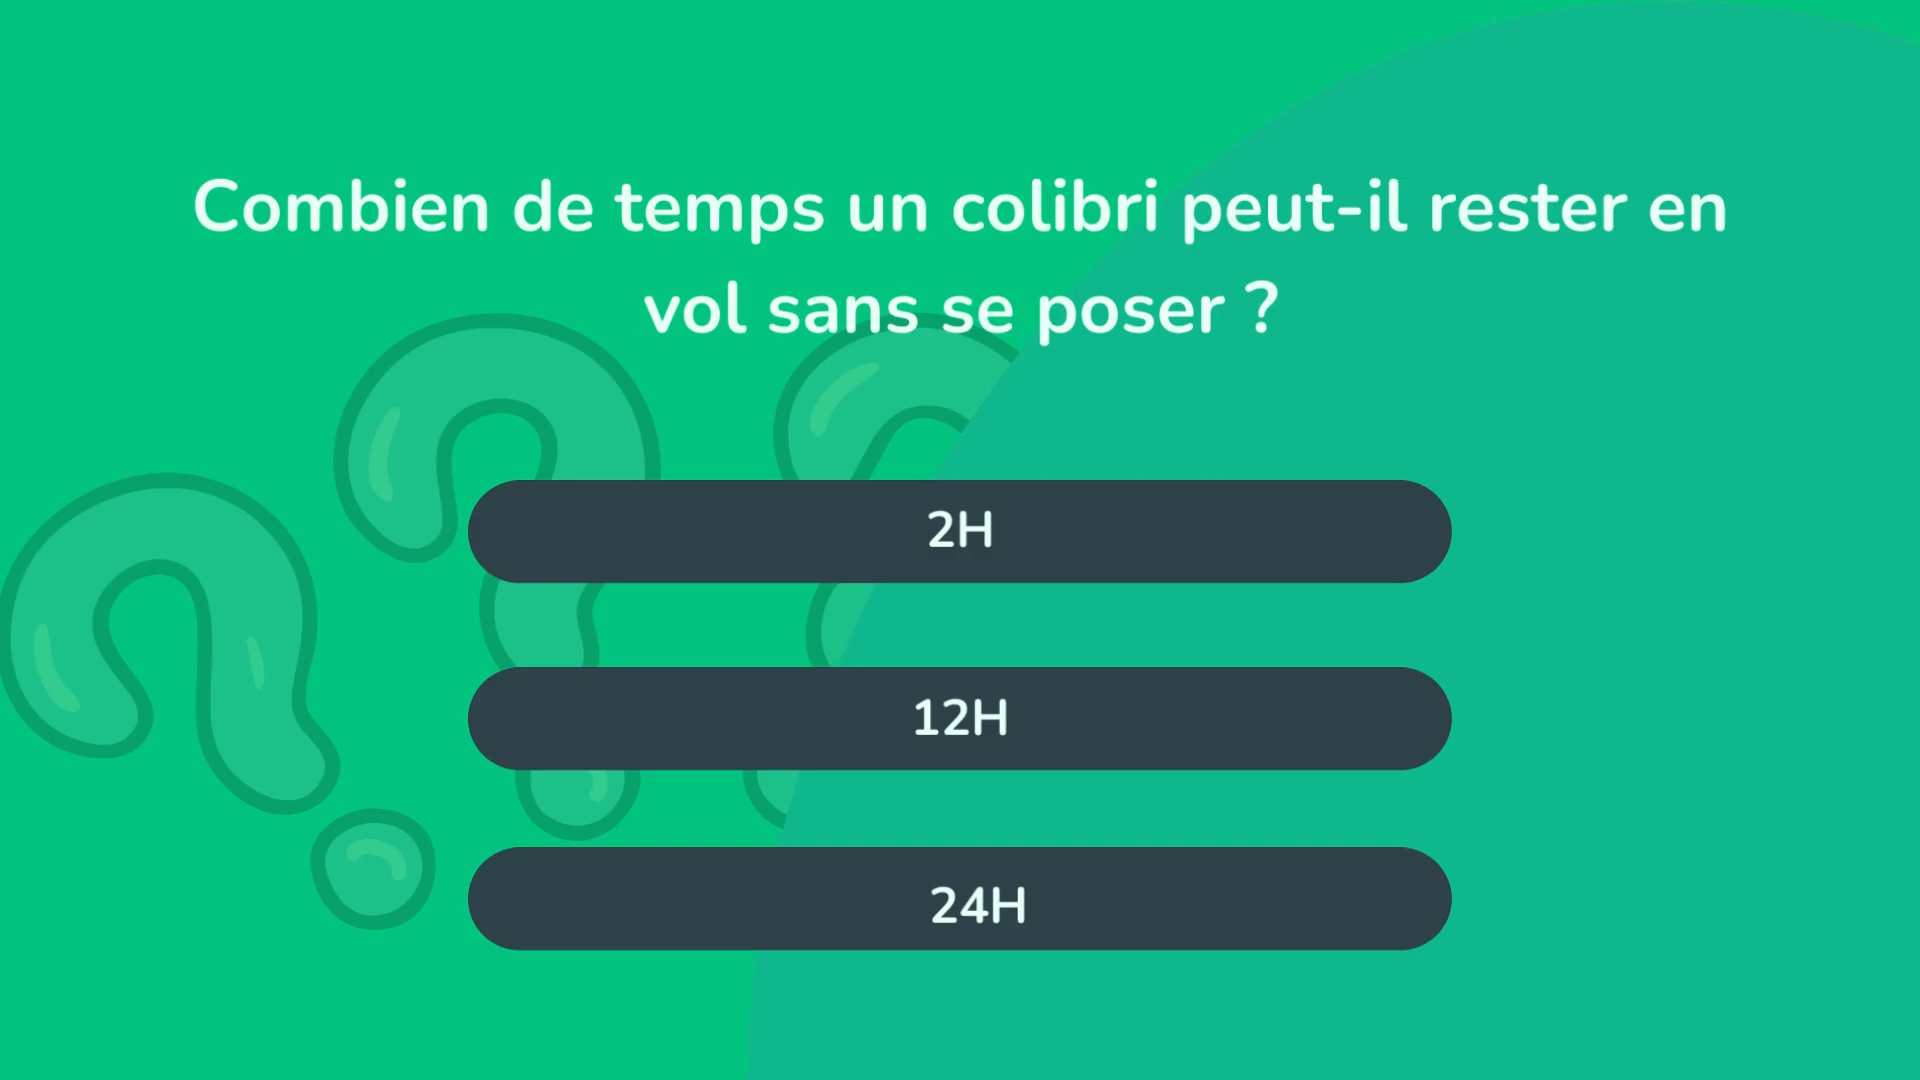 Combien de temps un colibri peut-il rester en
vol sans se poser ?
2H
12H
24H